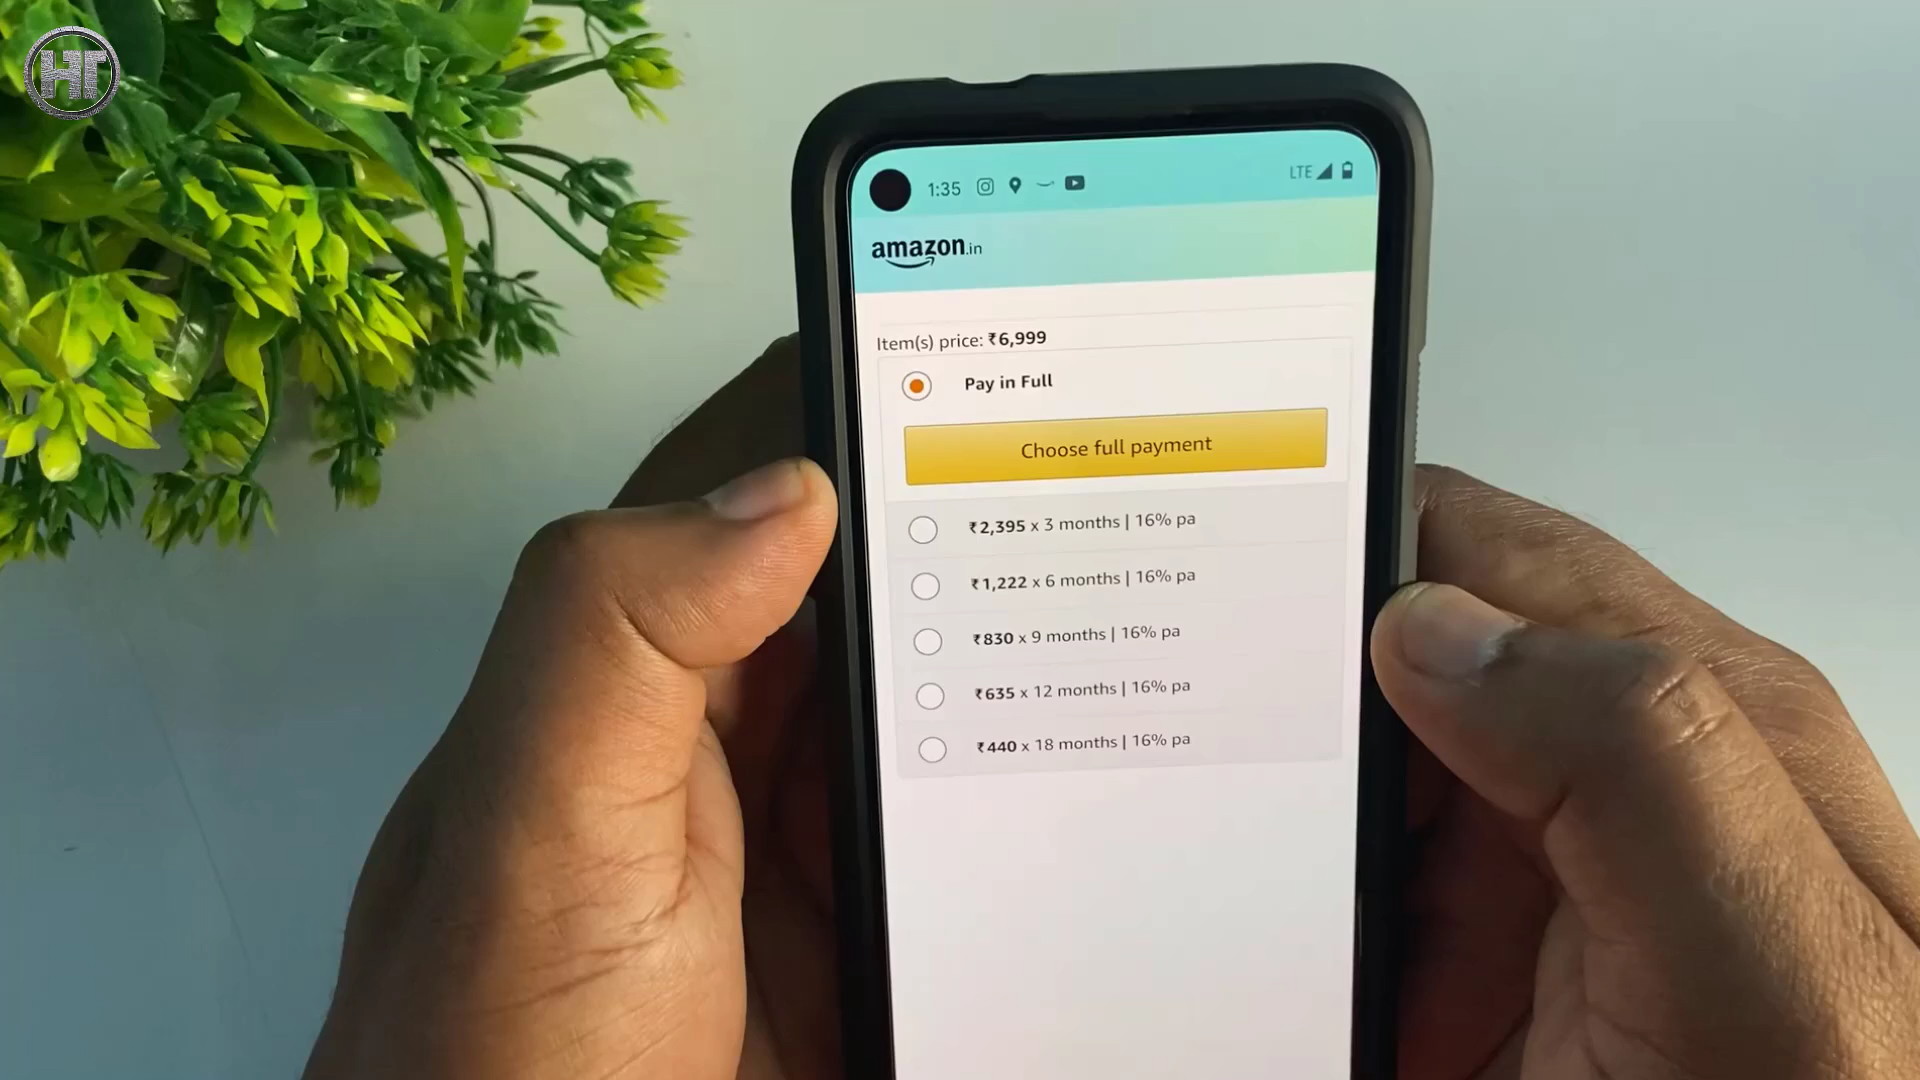 HT
1:35 LTE
amazon.in
Item(s) price: ₹6,999
Pay in Full
Choose full payment
₹2,395 x 3 months | 16% pa
₹1,222 x 6 months | 16% pa
₹830 x 9 months | 16% pa
₹635 x 12 months | 16% pa
₹440 x 18 months | 16% pa